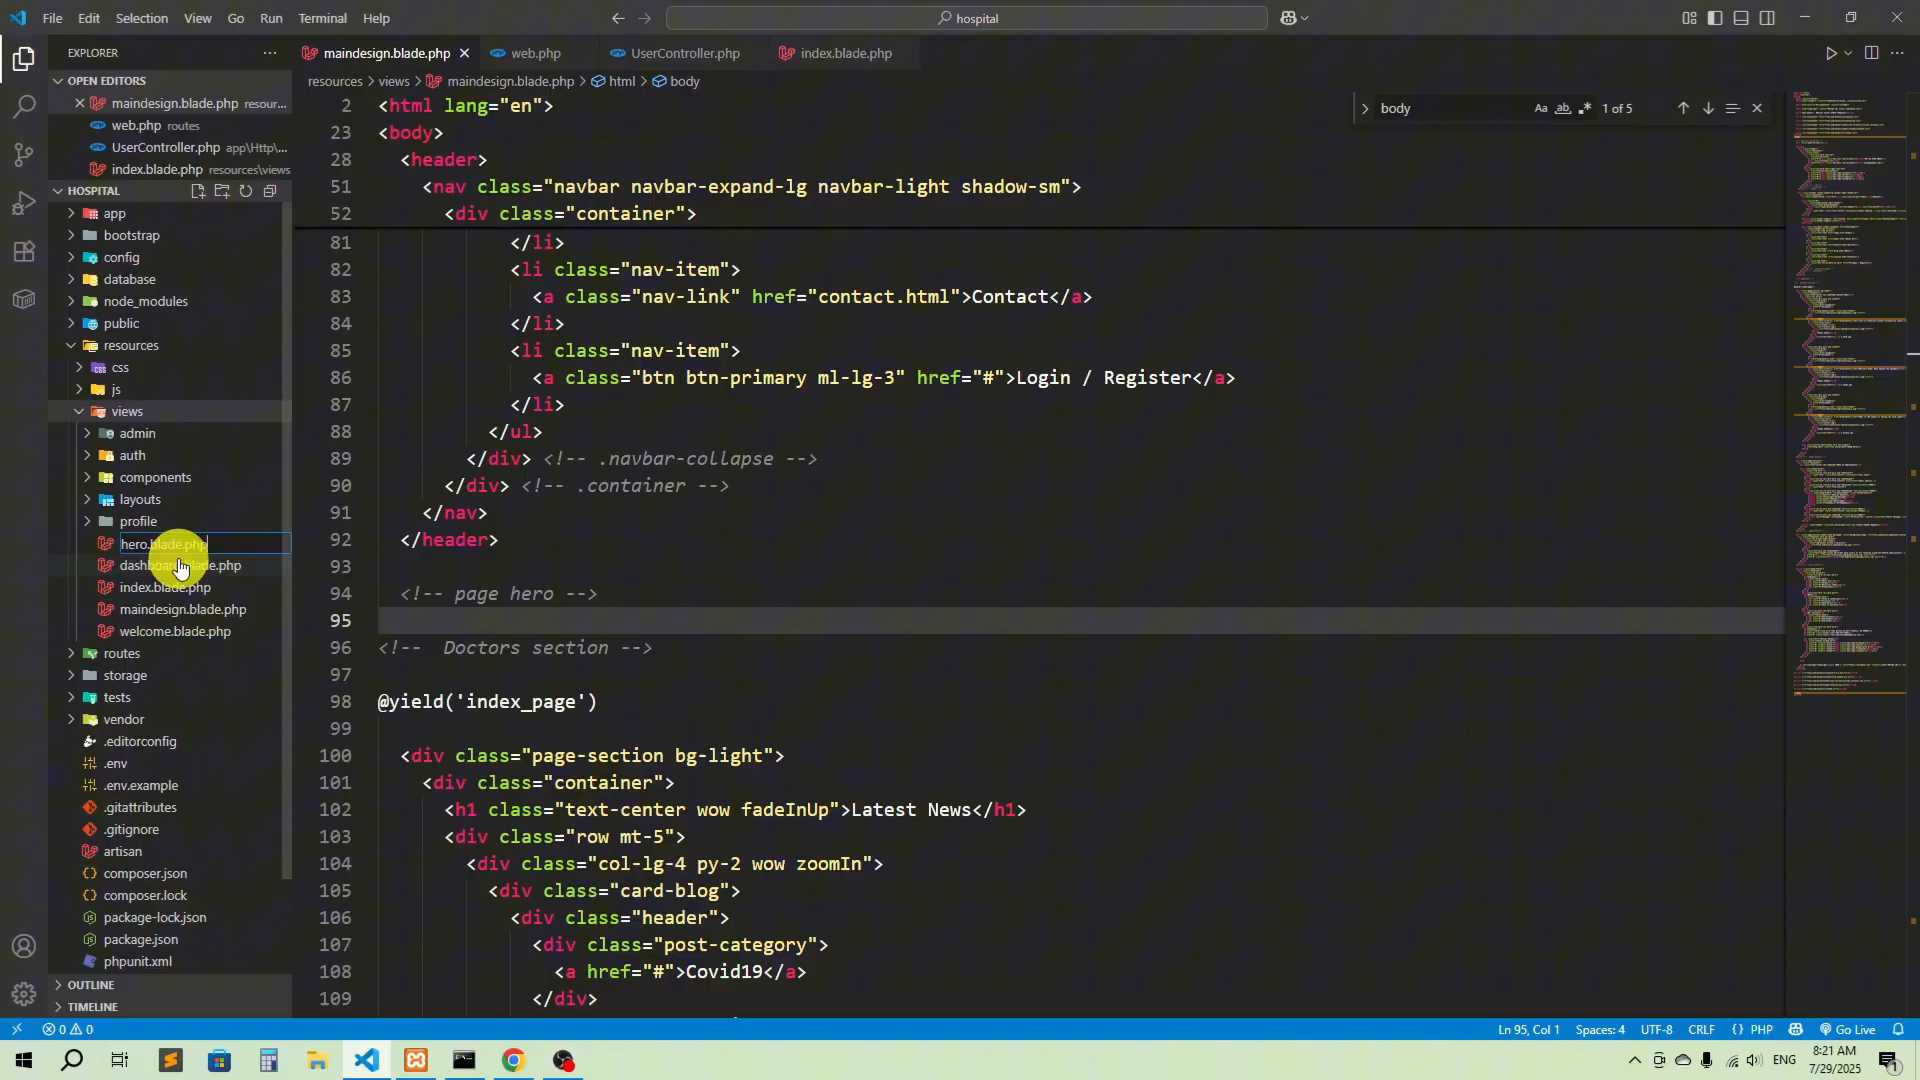 File Edit Selection View Go Run Terminal Help
hospital
EXPLORER
maindesign.blade.php
web.php
UserController.php
index.blade.php
OPEN EDITORS
maindesign.blade.php resour...
web.php routes
UserController.php app\Http\...
index.blade.php resources\views
HOSPITAL
app
bootstrap
config
database
node_modules
public
resources
css
js
views
admin
auth
components
layouts
profile
hero.blade.php
dashboard.blade.php
index.blade.php
maindesign.blade.php
welcome.blade.php
routes
storage
tests
vendor
.editorconfig
.env
.env.example
.gitattributes
.gitignore
artisan
composer.json
composer.lock
package-lock.json
package.json
phpunit.xml
OUTLINE
TIMELINE
resources > views > maindesign.blade.php > html > body
body
Aa ab .* 1 of 5
2 <html lang="en">
23 <body>
28 <header>
51 <nav class="navbar navbar-expand-lg navbar-light shadow-sm">
52 <div class="container">
81 </li>
82 <li class="nav-item">
83 <a class="nav-link" href="contact.html">Contact</a>
84 </li>
85 <li class="nav-item">
86 <a class="btn btn-primary ml-lg-3" href="#">Login / Register</a>
87 </li>
88 </ul>
89 </div> <!-- .navbar-collapse -->
90 </div> <!-- .container -->
91 </nav>
92 </header>
93
94 <!-- page hero -->
95
96 <!--  Doctors section -->
97
98 @yield('index_page')
99
100 <div class="page-section bg-light">
101 <div class="container">
102 <h1 class="text-center wow fadeInUp">Latest News</h1>
103 <div class="row mt-5">
104 <div class="col-lg-4 py-2 wow zoomIn">
105 <div class="card-blog">
106 <div class="header">
107 <div class="post-category">
108 <a href="#">Covid19</a>
109 </div>
0 0
Ln 95, Col 1 Spaces: 4 UTF-8 CRLF {} PHP Go Live
ENG
8:21 AM
7/29/2025
1